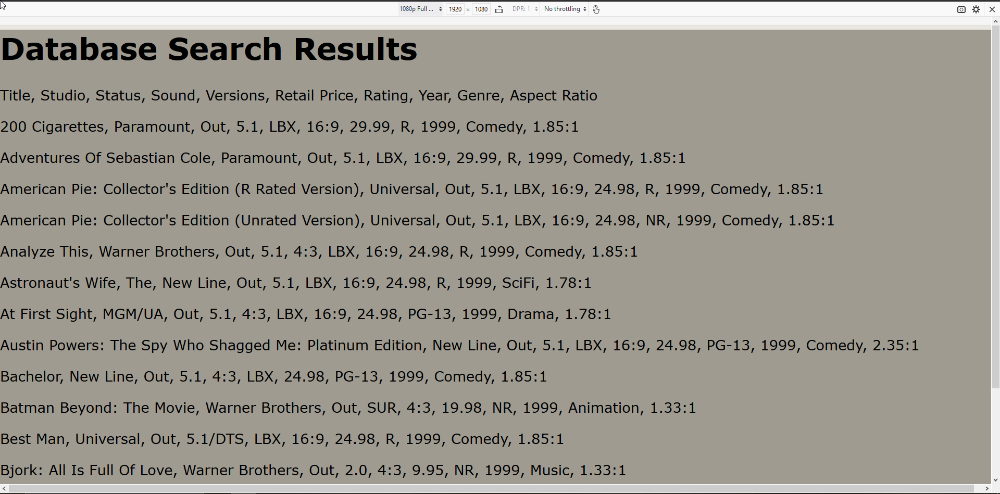 1080p Full ... 1920 × 1080 DPR: 1 No throttling
Database Search Results
Title, Studio, Status, Sound, Versions, Retail Price, Rating, Year, Genre, Aspect Ratio
200 Cigarettes, Paramount, Out, 5.1, LBX, 16:9, 29.99, R, 1999, Comedy, 1.85:1
Adventures Of Sebastian Cole, Paramount, Out, 5.1, LBX, 16:9, 29.99, R, 1999, Comedy, 1.85:1
American Pie: Collector's Edition (R Rated Version), Universal, Out, 5.1, LBX, 16:9, 24.98, R, 1999, Comedy, 1.85:1
American Pie: Collector's Edition (Unrated Version), Universal, Out, 5.1, LBX, 16:9, 24.98, NR, 1999, Comedy, 1.85:1
Analyze This, Warner Brothers, Out, 5.1, 4:3, LBX, 16:9, 24.98, R, 1999, Comedy, 1.85:1
Astronaut's Wife, The, New Line, Out, 5.1, LBX, 16:9, 24.98, R, 1999, SciFi, 1.78:1
At First Sight, MGM/UA, Out, 5.1, 4:3, LBX, 16:9, 24.98, PG-13, 1999, Drama, 1.78:1
Austin Powers: The Spy Who Shagged Me: Platinum Edition, New Line, Out, 5.1, LBX, 16:9, 24.98, PG-13, 1999, Comedy, 2.35:1
Bachelor, New Line, Out, 5.1, 4:3, LBX, 24.98, PG-13, 1999, Comedy, 1.85:1
Batman Beyond: The Movie, Warner Brothers, Out, SUR, 4:3, 19.98, NR, 1999, Animation, 1.33:1
Best Man, Universal, Out, 5.1/DTS, LBX, 16:9, 24.98, R, 1999, Comedy, 1.85:1
Bjork: All Is Full Of Love, Warner Brothers, Out, 2.0, 4:3, 9.95, NR, 1999, Music, 1.33:1